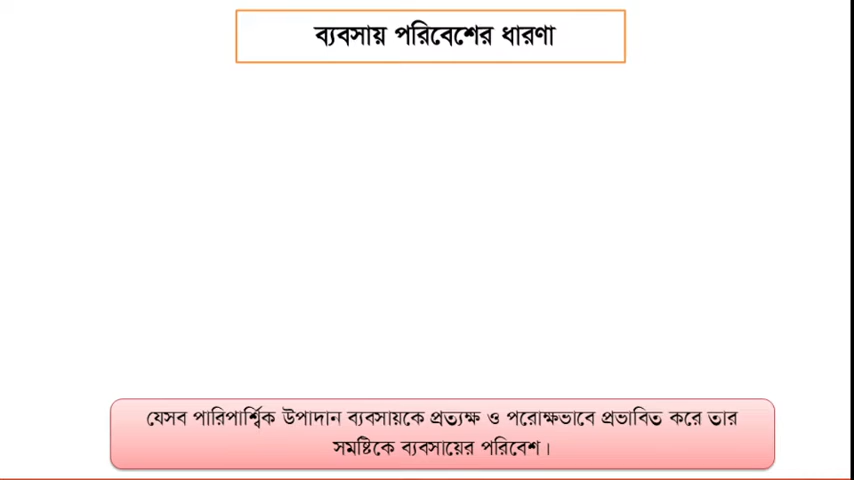 ব্যবসায় পরিবেশের ধারণা
যেসব পারিপার্শ্বিক উপাদান ব্যবসায়কে প্রত্যক্ষ ও পরোক্ষভাবে প্রভাবিত করে তার
সমষ্টিকে ব্যবসায়ের পরিবেশ।